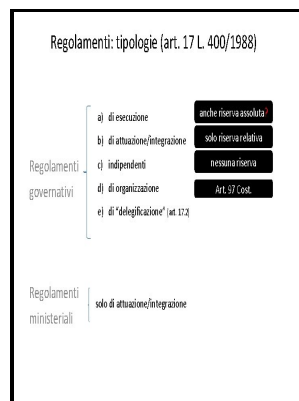 Regolamenti: tipologie (art. 17 L. 400/1988)
a) di esecuzione
anche riserva assoluta?
b) di attuazione/integrazione
solo riserva relativa
Regolamenti
governativi
c) indipendenti
nessuna riserva
d) di organizzazione
Art. 97 Cost.
e) di "delegificazione" (art. 17.2)
Regolamenti
ministeriali
solo di attuazione/integrazione